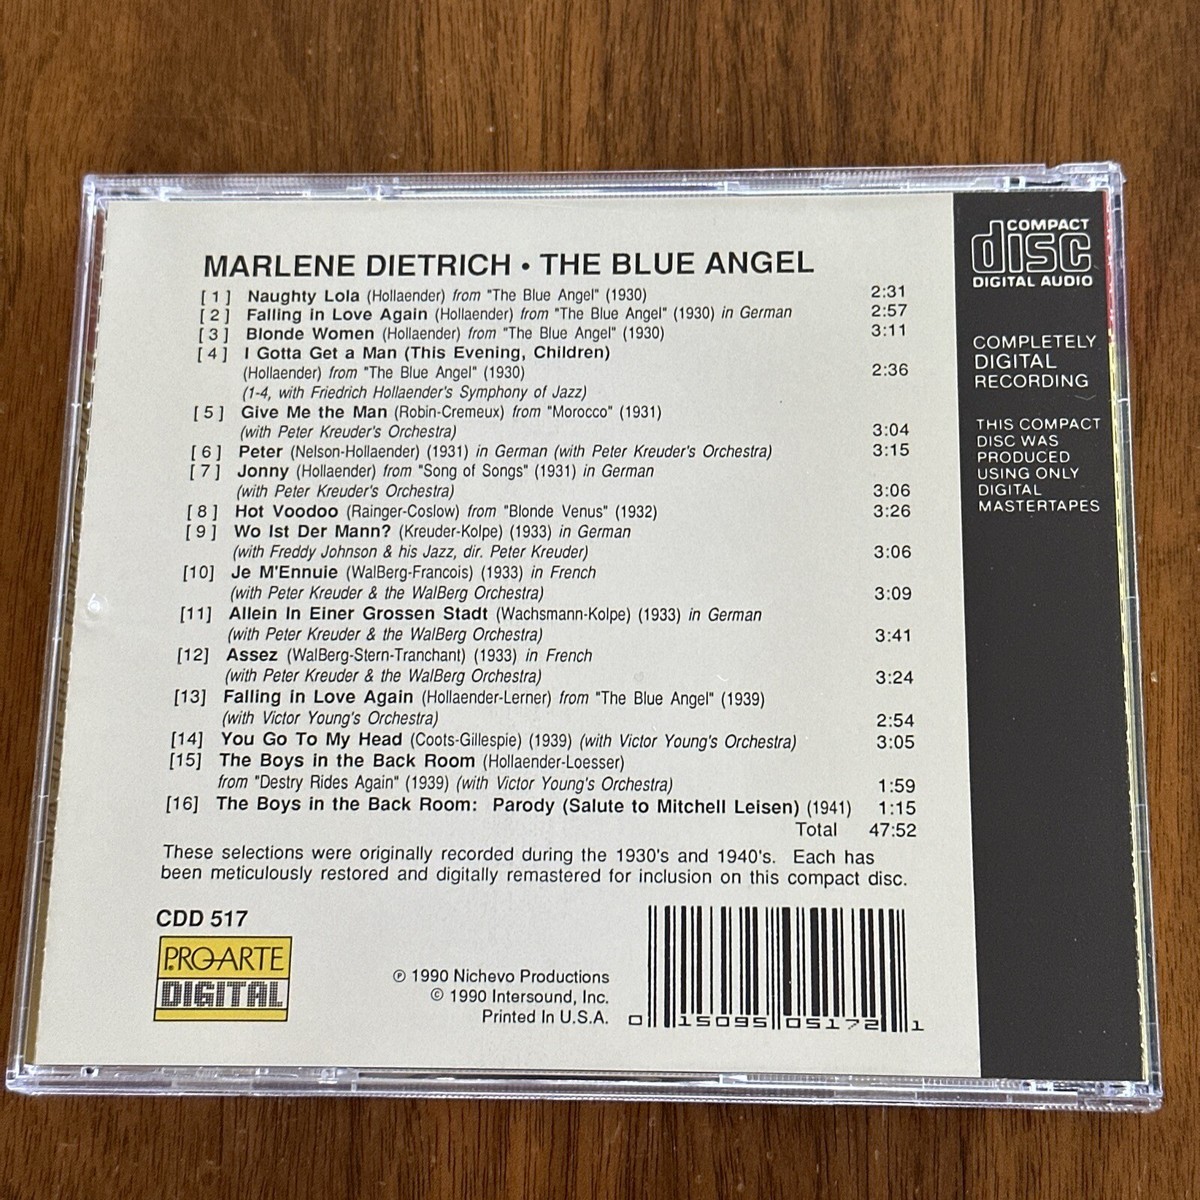 MARLENE DIETRICH • THE BLUE ANGEL
[ 1 ] Naughty Lola (Hollaender) from "The Blue Angel" (1930) 2:31
[ 2 ] Falling in Love Again (Hollaender) from "The Blue Angel" (1930) in German 2:57
[ 3 ] Blonde Women (Hollaender) from "The Blue Angel" (1930) 3:11
[ 4 ] I Gotta Get a Man (This Evening, Children)
(Hollaender) from "The Blue Angel" (1930) 2:36
(1-4, with Friedrich Hollaender's Symphony of Jazz)
[ 5 ] Give Me the Man (Robin-Cremeux) from "Morocco" (1931)
(with Peter Kreuder's Orchestra) 3:04
[ 6 ] Peter (Nelson-Hollaender) (1931) in German (with Peter Kreuder's Orchestra) 3:15
[ 7 ] Jonny (Hollaender) from "Song of Songs" (1931) in German
(with Peter Kreuder's Orchestra) 3:06
[ 8 ] Hot Voodoo (Rainger-Coslow) from "Blonde Venus" (1932) 3:26
[ 9 ] Wo Ist Der Mann? (Kreuder-Kolpe) (1933) in German
(with Freddy Johnson & his Jazz, dir. Peter Kreuder) 3:06
[10] Je M'Ennuie (WalBerg-Francois) (1933) in French
(with Peter Kreuder & the WalBerg Orchestra) 3:09
[11] Allein In Einer Grossen Stadt (Wachsmann-Kolpe) (1933) in German
(with Peter Kreuder & the WalBerg Orchestra) 3:41
[12] Assez (WalBerg-Stern-Tranchant) (1933) in French
(with Peter Kreuder & the WalBerg Orchestra) 3:24
[13] Falling in Love Again (Hollaender-Lerner) from "The Blue Angel" (1939)
(with Victor Young's Orchestra) 2:54
[14] You Go To My Head (Coots-Gillespie) (1939) (with Victor Young's Orchestra) 3:05
[15] The Boys in the Back Room (Hollaender-Loesser)
from "Destry Rides Again" (1939) (with Victor Young's Orchestra) 1:59
[16] The Boys in the Back Room: Parody (Salute to Mitchell Leisen) (1941) 1:15
Total 47:52
These selections were originally recorded during the 1930's and 1940's. Each has
been meticulously restored and digitally remastered for inclusion on this compact disc.
CDD 517
PRO-ARTE
DIGITAL
℗ 1990 Nichevo Productions
© 1990 Intersound, Inc.
Printed In U.S.A.
0 15095 05172 1
COMPACT
disc
DIGITAL AUDIO
COMPLETELY
DIGITAL
RECORDING
THIS COMPACT
DISC WAS
PRODUCED
USING ONLY
DIGITAL
MASTERTAPES